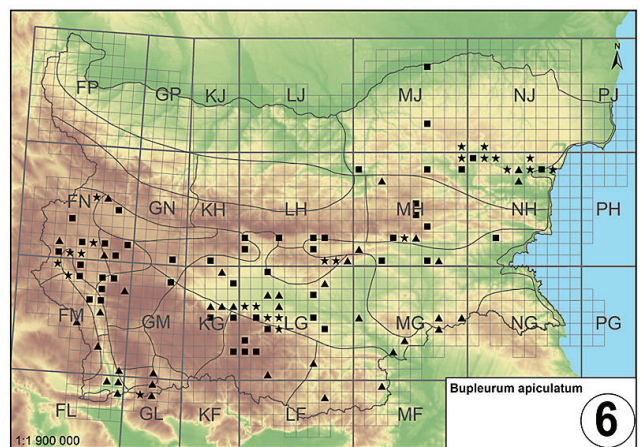 N
FP GP KJ LJ MJ NJ PJ
FN GN KH LH MH NH PH
FM GM KG LG MG NG PG
FL GL KF LF MF
Bupleurum apiculatum
6
1:1 900 000